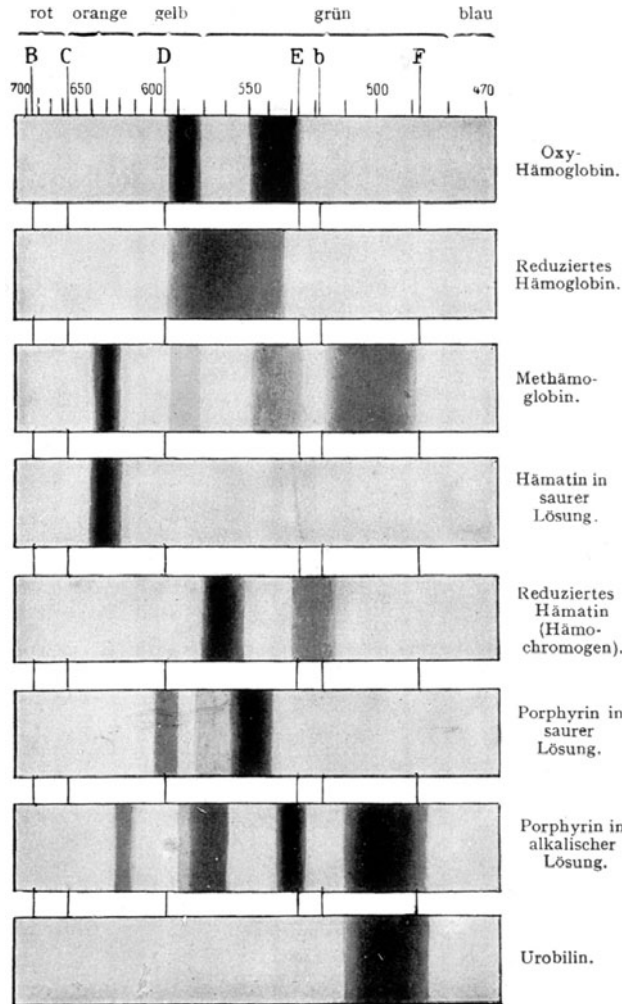 rot orange gelb grün blau
B C D E b F
700 650 600 550 500 470
Oxy-
Hämoglobin.
Reduziertes
Hämoglobin.
Methämo-
globin.
Hämatin in
saurer
Lösung.
Reduziertes
Hämatin
(Hämo-
chromogen).
Porphyrin in
saurer
Lösung.
Porphyrin in
alkalischer
Lösung.
Urobilin.